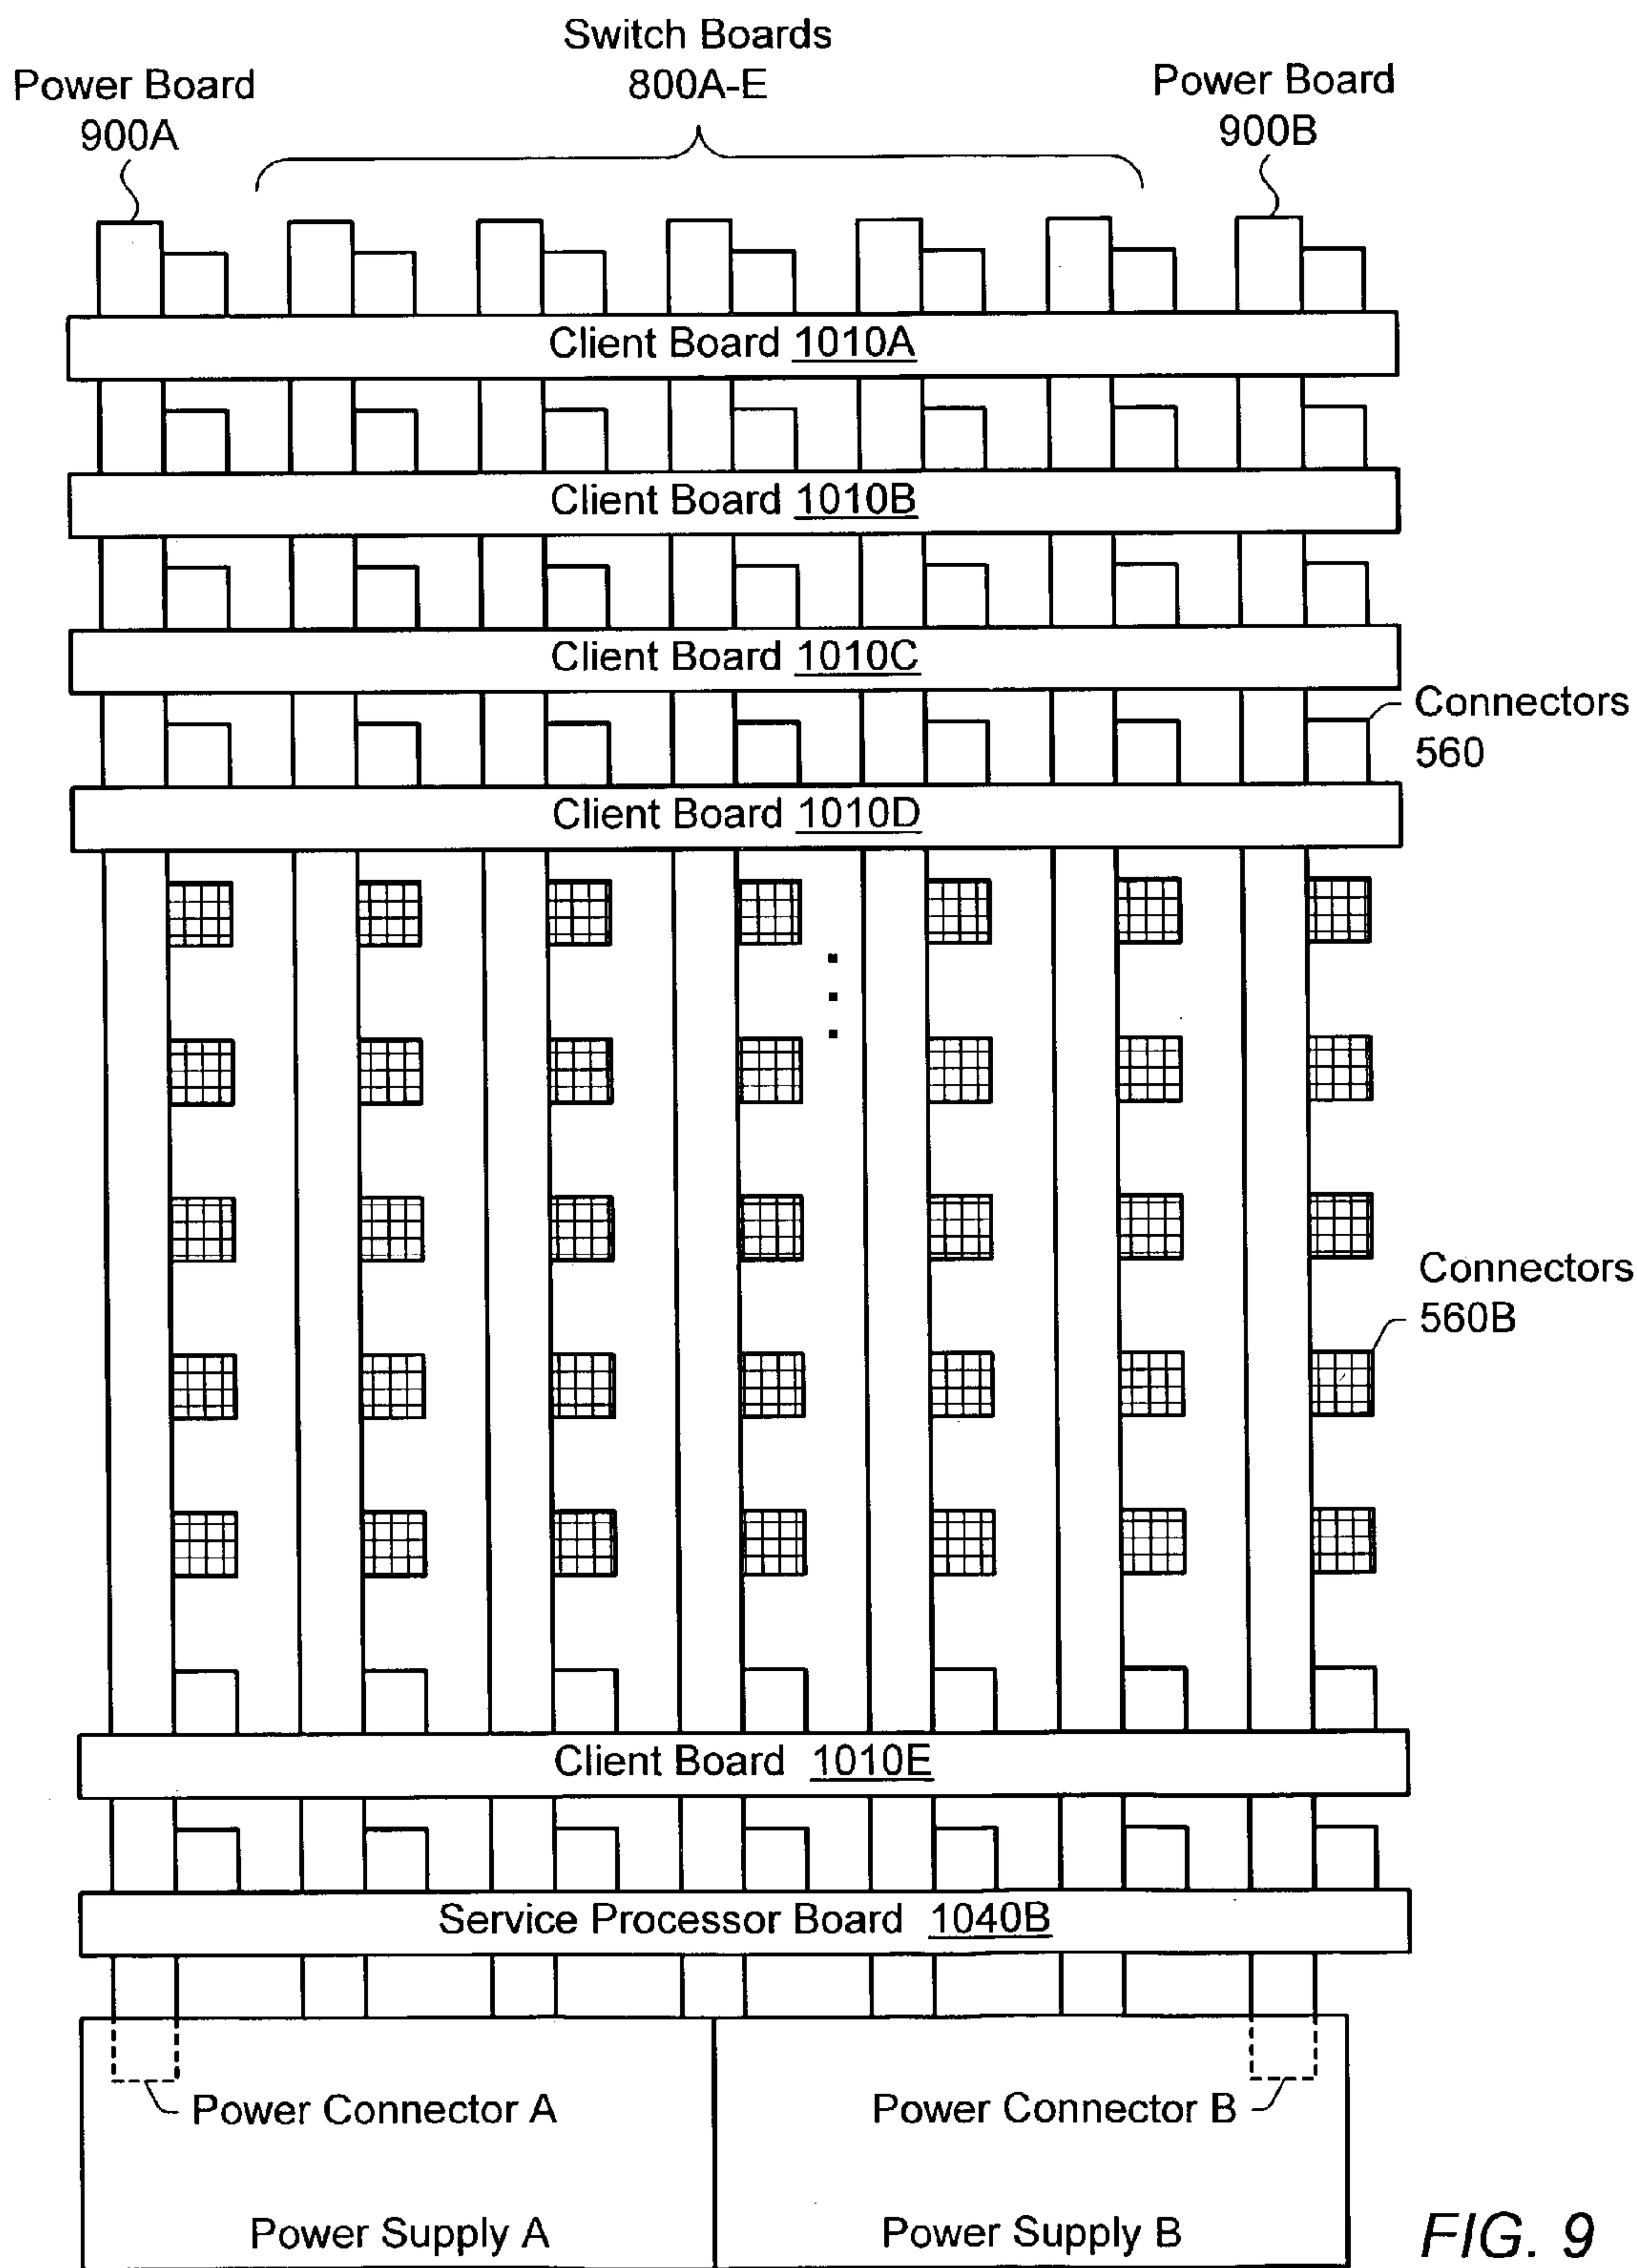 Switch Boards
800A-E
Power Board
900A
Power Board
900B
Client Board 1010A
Client Board 1010B
Client Board 1010C
Connectors
560
Client Board 1010D
Connectors
560B
Client Board 1010E
Service Processor Board 1040B
Power Connector A
Power Connector B
Power Supply A
Power Supply B
FIG. 9